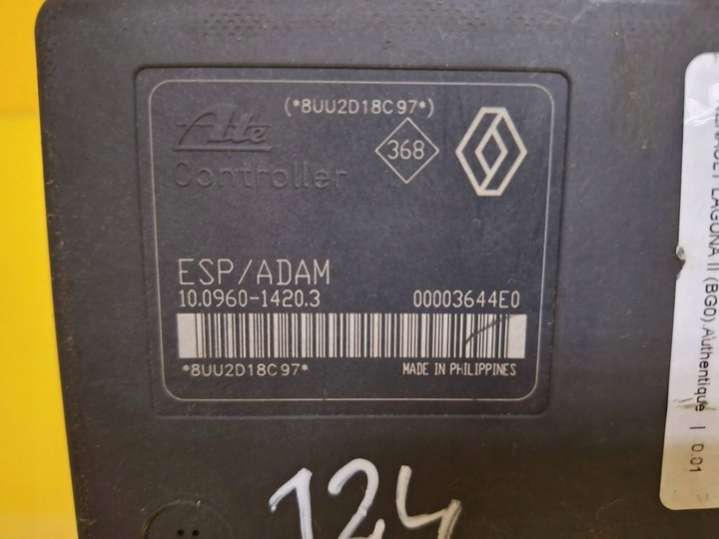 (*8UU2D18C97*)
Ate
368
Controller
ESP/ADAM
10.0960-1420.3 00003644E0
*8UU2D18C97*
MADE IN PHILIPPINES
124
LAGUNA II (BG0) Authentique | 0.01